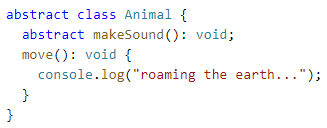 abstract class Animal {
  abstract makeSound(): void;
  move(): void {
    console.log("roaming the earth...");
  }
}